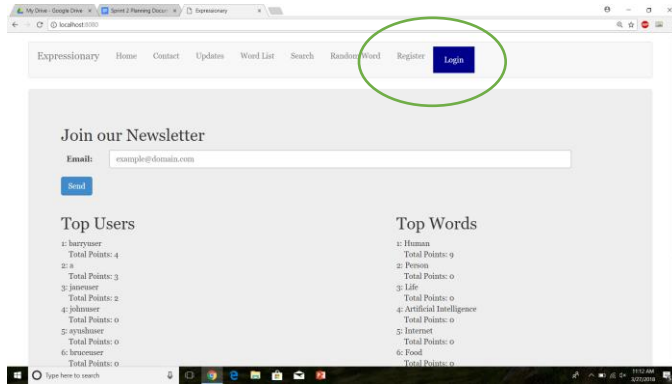 My Drive - Google Drive
Sprint 2 Planning Docum
Expressionary
localhost:8080
Expressionary Home Contact Updates Word List Search Random Word Register Login
Join our Newsletter
Email: example@domain.com
Send
Top Users
1: barryuser
Total Points: 4
2: a
Total Points: 3
3: janeuser
Total Points: 2
4: johnuser
Total Points: 0
5: ayushuser
Total Points: 0
6: bruceuser
Total Points: 0
Top Words
1: Human
Total Points: 9
2: Person
Total Points: 0
3: Life
Total Points: 0
4: Artificial Intelligence
Total Points: 0
5: Internet
Total Points: 0
6: Food
Total Points: 0
Type here to search
11:12 AM
3/27/2018